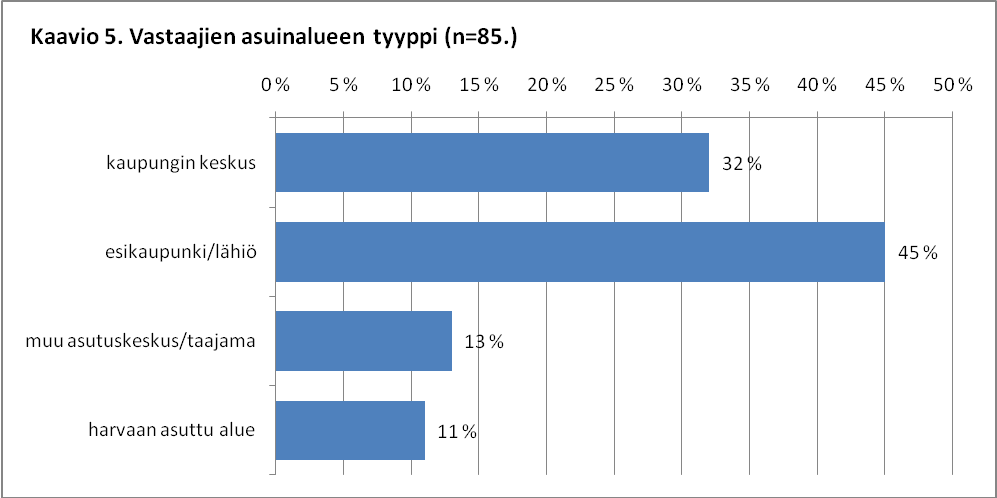 Kaavio 5. Vastaajien asuinalueen tyyppi (n=85.)
0 % 5 % 10 % 15 % 20 % 25 % 30 % 35 % 40 % 45 % 50 %
kaupungin keskus 32 %
esikaupunki/lähiö 45 %
muu asutuskeskus/taajama 13 %
harvaan asuttu alue 11 %